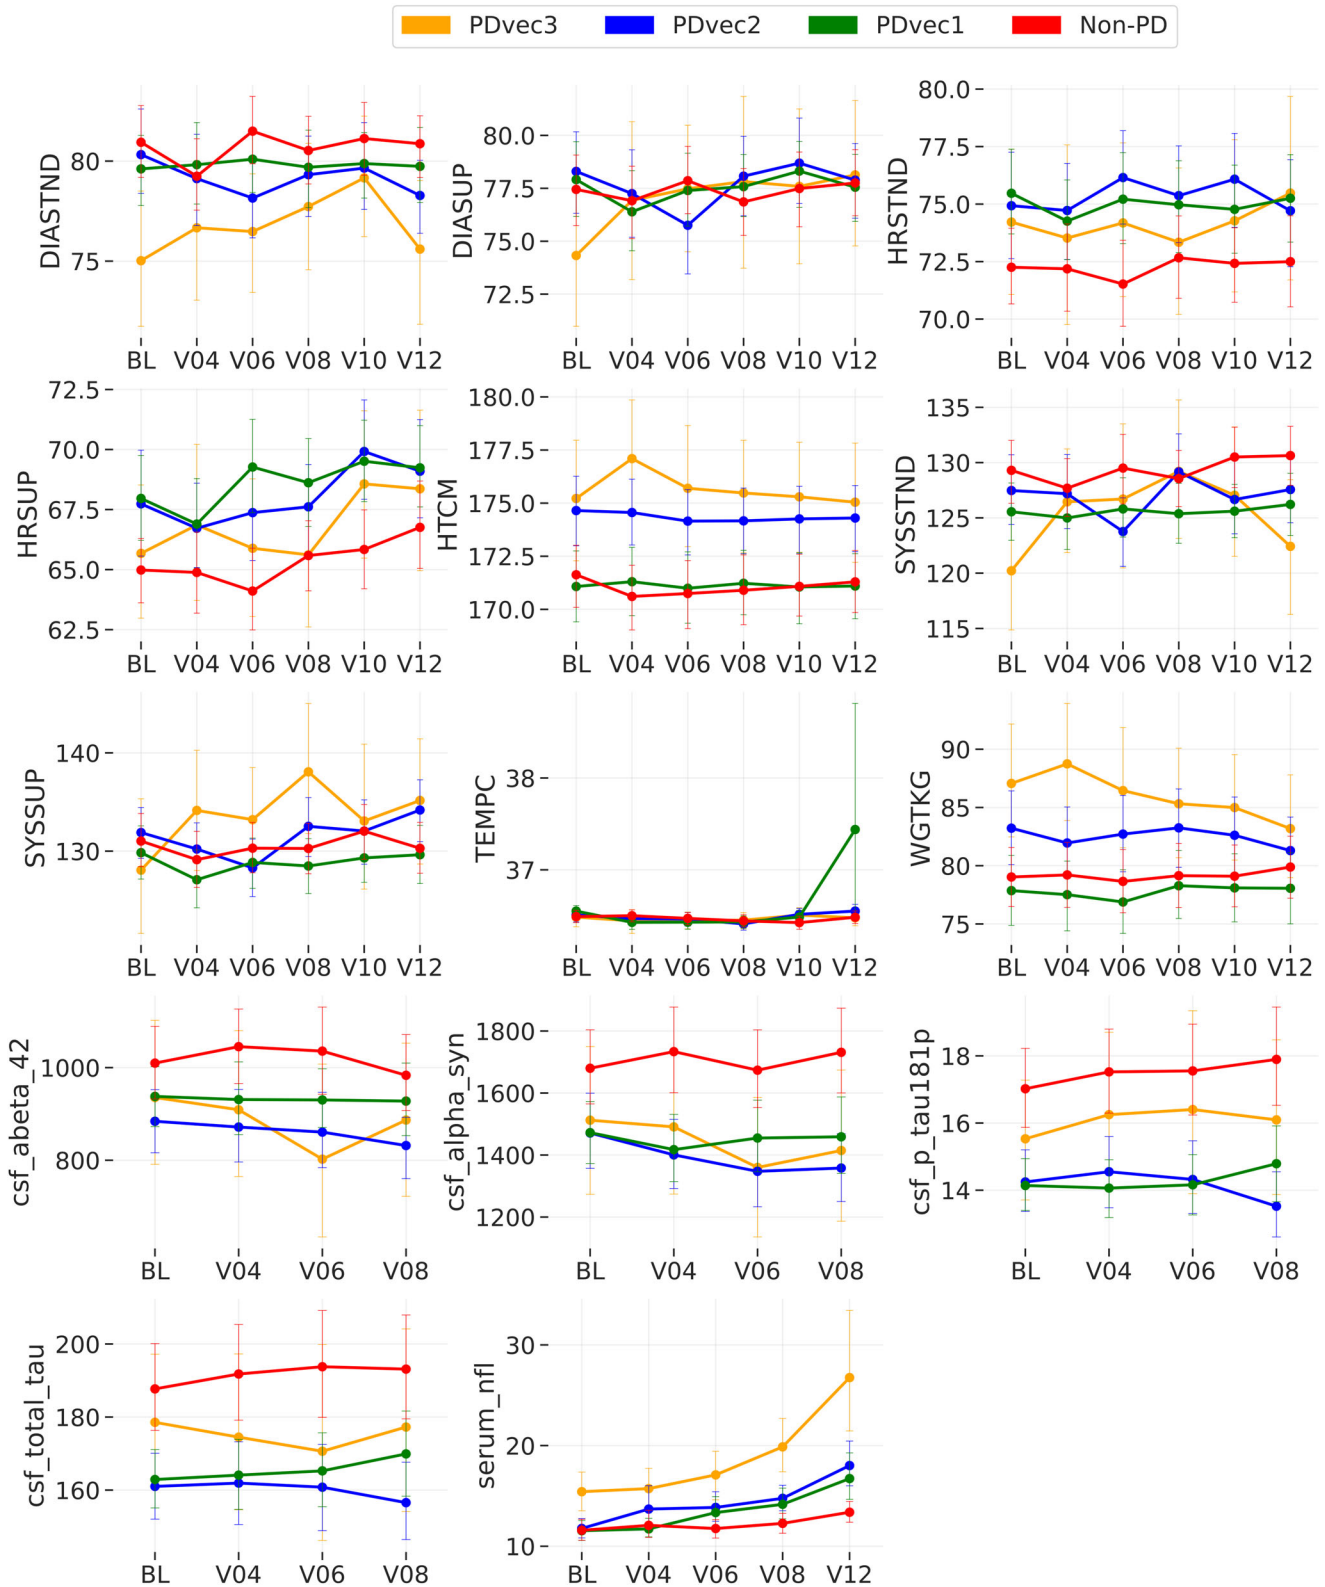 PDvec3 PDvec2 PDvec1 Non-PD
DIASTND
80
75
BL V04 V06 V08 V10 V12
DIASUP
80.0
77.5
75.0
72.5
BL V04 V06 V08 V10 V12
HRSTND
80.0
77.5
75.0
72.5
70.0
BL V04 V06 V08 V10 V12
HRSUP
72.5
70.0
67.5
65.0
62.5
BL V04 V06 V08 V10 V12
HTCM
180.0
177.5
175.0
172.5
170.0
BL V04 V06 V08 V10 V12
SYSSTND
135
130
125
120
115
BL V04 V06 V08 V10 V12
SYSSUP
140
130
BL V04 V06 V08 V10 V12
TEMPC
38
37
BL V04 V06 V08 V10 V12
WGTKG
90
85
80
75
BL V04 V06 V08 V10 V12
csf_abeta_42
1000
800
BL V04 V06 V08
csf_alpha_syn
1800
1600
1400
1200
BL V04 V06 V08
csf_p_tau181p
18
16
14
BL V04 V06 V08
csf_total_tau
200
180
160
BL V04 V06 V08
serum_nfl
30
20
10
BL V04 V06 V08 V12